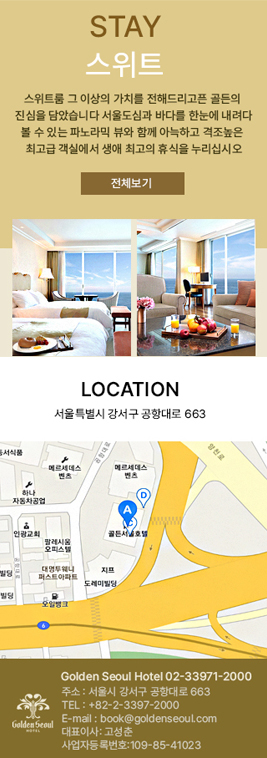 STAY
스위트
스위트룸 그 이상의 가치를 전해드리고픈 골든의
진심을 담았습니다 서울도심과 바다를 한눈에 내려다
볼 수 있는 파노라믹 뷰와 함께 아늑하고 격조높은
최고급 객실에서 생애 최고의 휴식을 누리십시오
전체보기
LOCATION
서울특별시 강서구 공항대로 663
공항대로
메르세데스
벤츠
메르세데스
벤츠
하나
자동차공업
D
A
인광교회
골든서울호텔
발레시움
오피스텔
대명투웨니
퍼스트아파트
지프
도레미빌딩
빌딩
빌딩
오일뱅크
6
Golden Seoul Hotel 02-33971-2000
주소 : 서울시 강서구 공항대로 663
TEL : +82-2-3397-2000
E-mail : book@goldenseoul.com
대표이사: 고성춘
사업자등록번호:109-85-41023
Golden Seoul
HOTEL